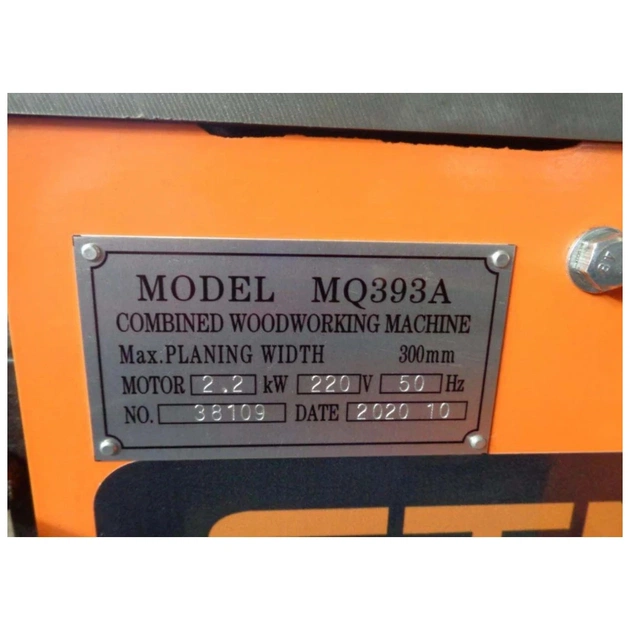 MODEL MQ393A
COMBINED WOODWORKING MACHINE
Max.PLANING WIDTH 300mm
MOTOR 2.2 kW 220 V 50 Hz
NO. 38109 DATE 2020 10